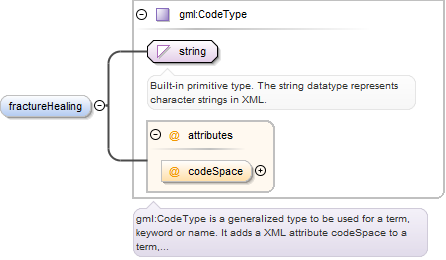 gml:CodeType
string
Built-in primitive type. The string datatype represents
character strings in XML.
fractureHealing
@ attributes
@ codeSpace
gml:CodeType is a generalized type to be used for a term,
keyword or name. It adds a XML attribute codeSpace to a
term,...